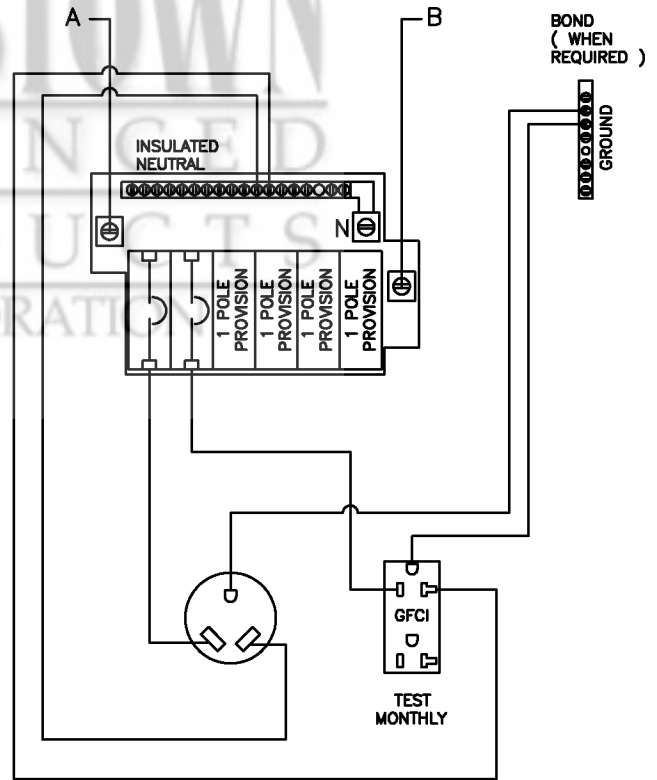 A
B
BOND
( WHEN
REQUIRED )
GROUND
INSULATED
NEUTRAL
N
1 POLE
PROVISION
1 POLE
PROVISION
1 POLE
PROVISION
1 POLE
PROVISION
GFCI
TEST
MONTHLY